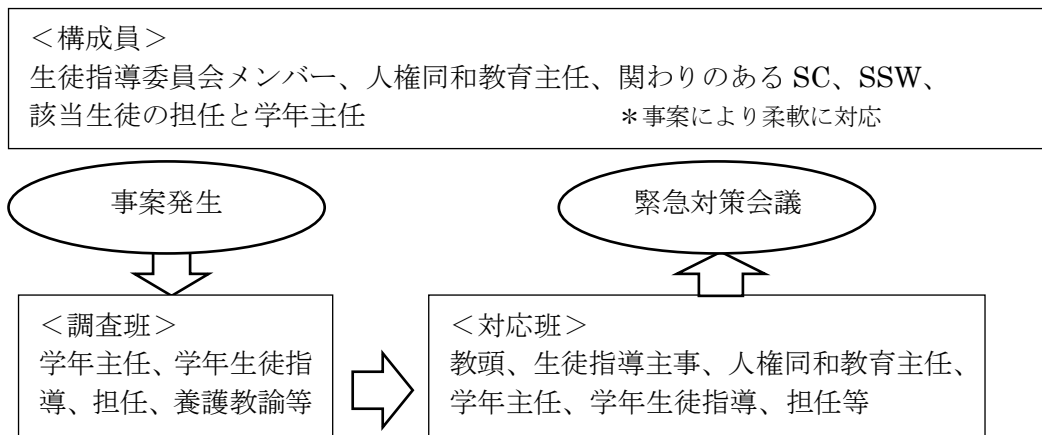 ＜構成員＞
生徒指導委員会メンバー、人権同和教育主任、関わりのある SC、SSW、
該当生徒の担任と学年主任　　　　　　　　　　＊事案により柔軟に対応
事案発生
緊急対策会議
＜調査班＞
学年主任、学年生徒指
導、担任、養護教諭等
＜対応班＞
教頭、生徒指導主事、人権同和教育主任、
学年主任、学年生徒指導、担任等